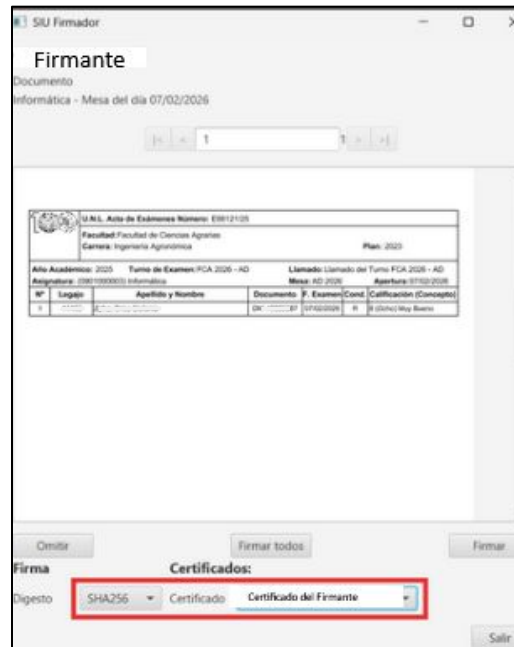 SIU Firmador
Firmante
Documento
Informática - Mesa del día 07/02/2026
|< < 1 1 > >|
U.N.L. Acta de Exámenes Número:
Facultad: Facultad de Ciencias Agrarias
Carrera: Ingeniería Agronómica Plan: 2023
Año Académico: 2025 Turno de Examen: FCA 2026 - AD Llamado: Llamado del Turno FCA 2026 - AD
Asignatura: Informática Mesa: AD 2026 Apertura: 07/02/2026
Nº Legajo Apellido y Nombre Documento F. Examen Cond. Calificación (Concepto)
1 07/02/2026 R 8 (Ocho) Muy Bueno
Omitir Firmar todos Firmar
Firma Certificados:
Digesto SHA256 Certificado Certificado del Firmante
Salir